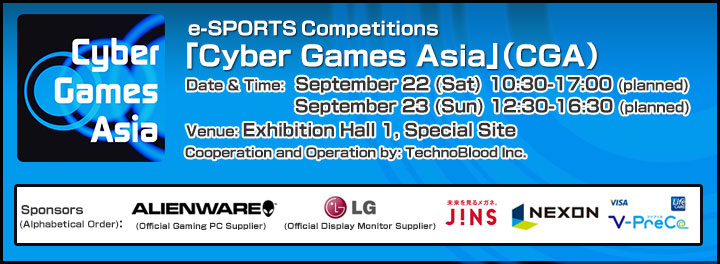 Cyber
Games
Asia
e-SPORTS Competitions
「Cyber Games Asia」(CGA)
Date & Time: September 22 (Sat) 10:30-17:00 (planned)
September 23 (Sun) 12:30-16:30 (planned)
Venue: Exhibition Hall 1, Special Site
Cooperation and Operation by: TechnoBlood Inc.
Sponsors
(Alphabetical Order):
ALIENWARE
(Official Gaming PC Supplier)
LG
(Official Display Monitor Supplier)
未来を見るメガネ。
J!NS
NEXON
VISA
Life CARD
V-PreCa